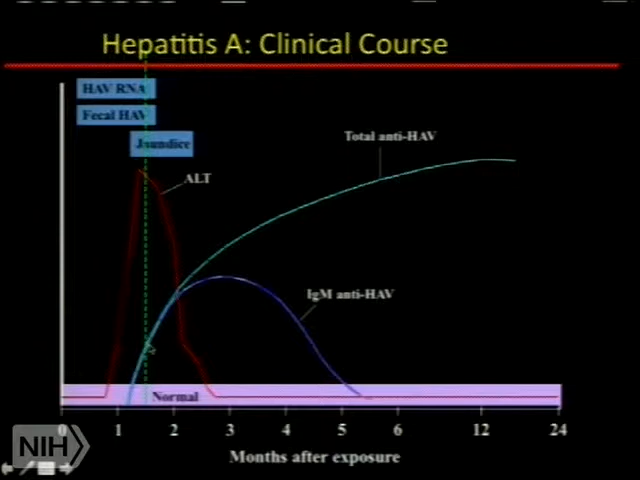 Hepatitis A: Clinical Course
HAV RNA
Fecal HAV
Jaundice
Total anti-HAV
ALT
IgM anti-HAV
Normal
0 1 2 3 4 5 6 12 24
Months after exposure
NIH